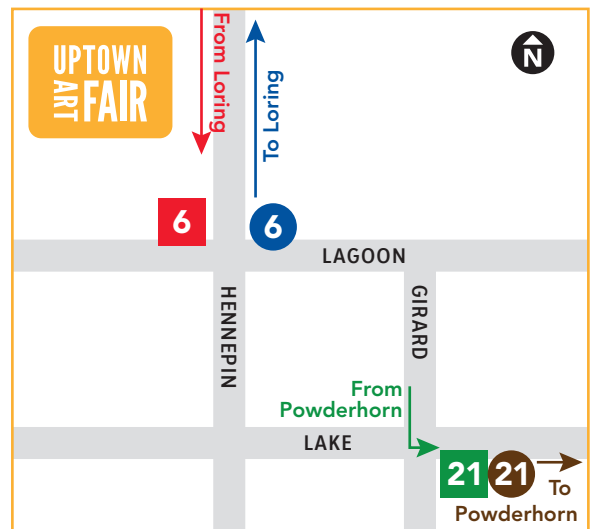 UPTOWN
ART FAIR
From Loring
To Loring
N
6
6
LAGOON
HENNEPIN
GIRARD
From
Powderhorn
LAKE
21
21
To
Powderhorn